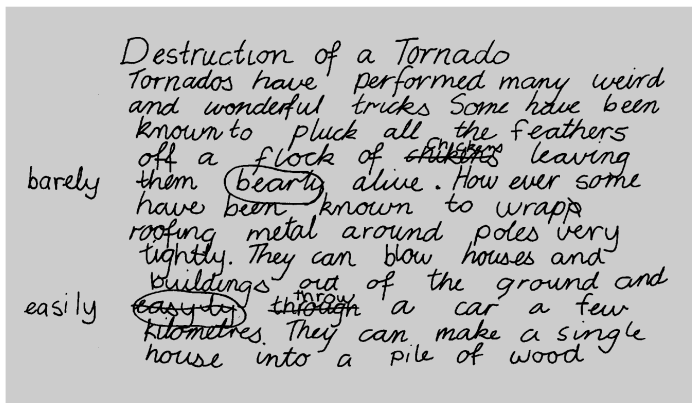 Destruction of a Tornado
Tornados have performed many weird
and wonderful tricks Some have been
known to pluck all the feathers
chickens
off a flock of shikins leaving
barely them bearly alive. How ever some
have been known to wrapp
roofing metal around poles very
tightly. They can blow houses and
buildings out of the ground and
throw
easily easyly through a car a few
kilometres. They can make a single
house into a pile of wood